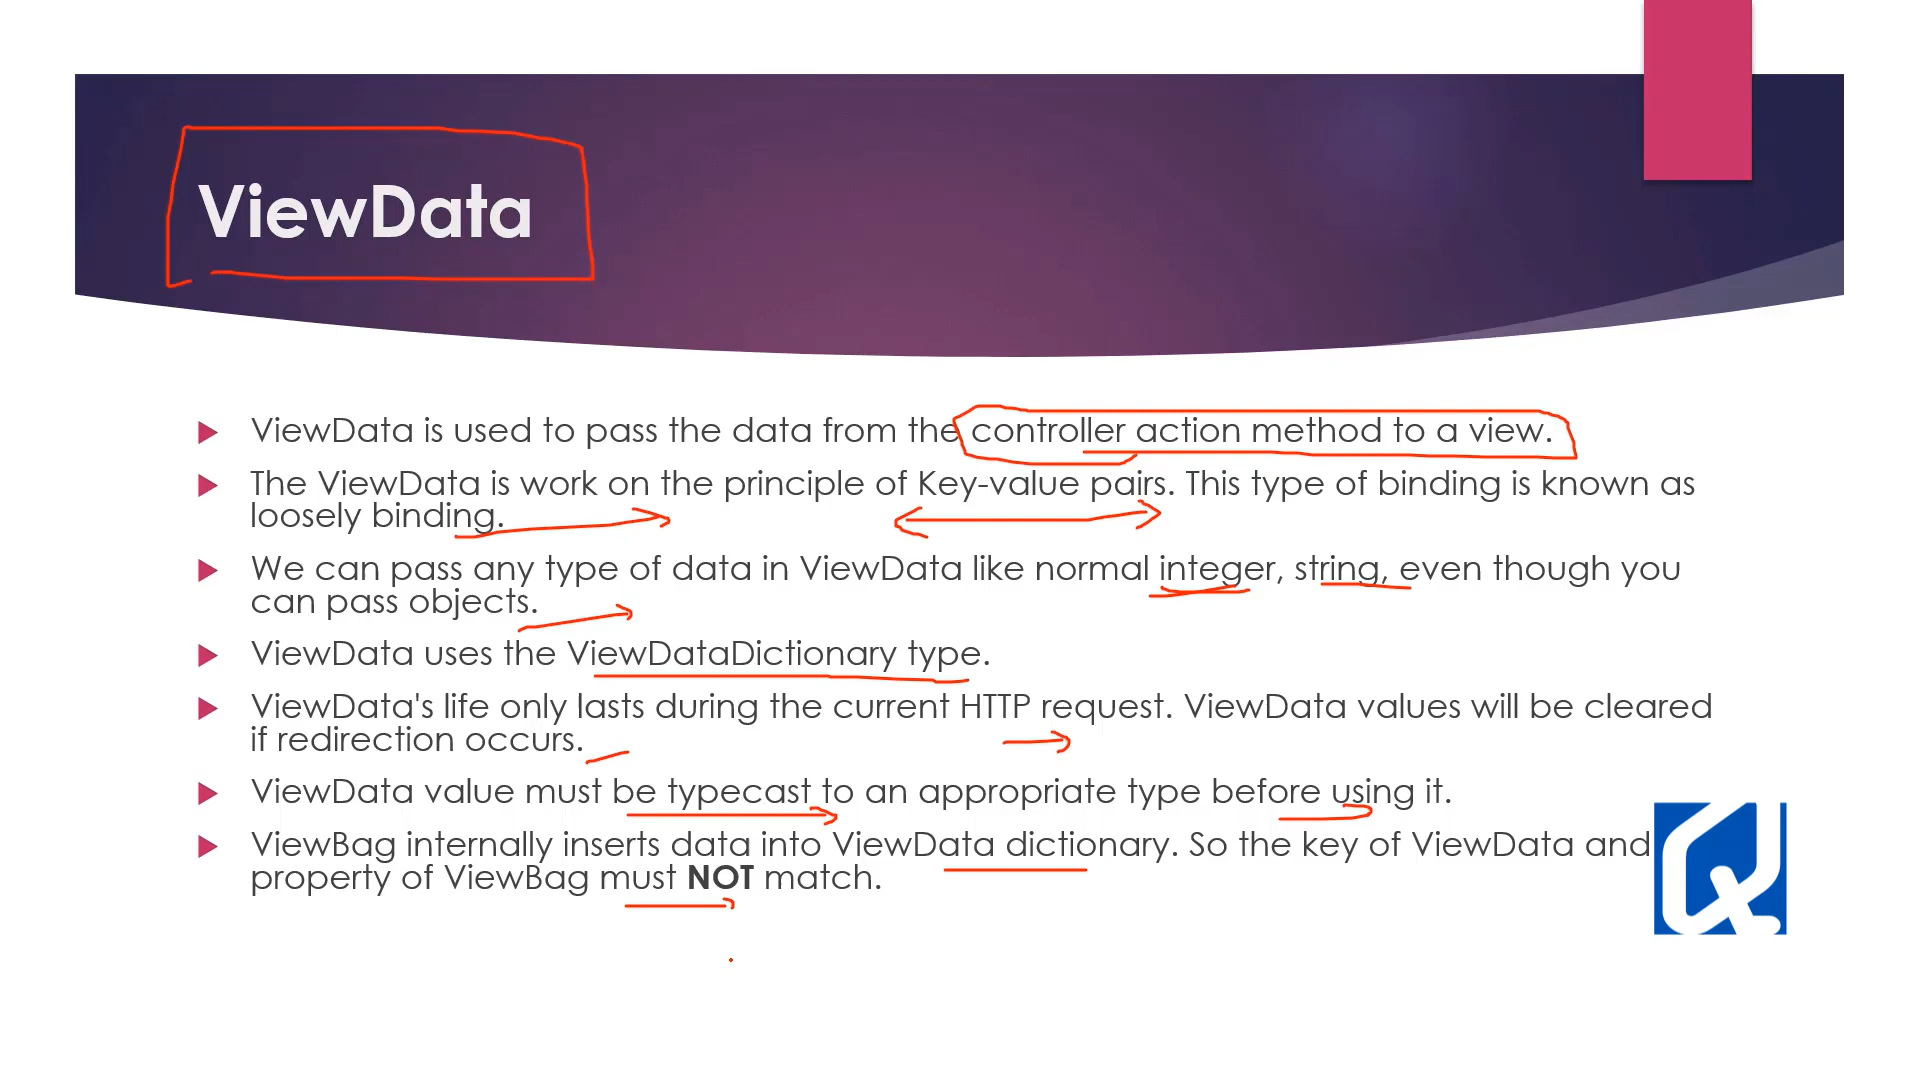 ViewData
ViewData is used to pass the data from the controller action method to a view.
The ViewData is work on the principle of Key-value pairs. This type of binding is known as
loosely binding.
We can pass any type of data in ViewData like normal integer, string, even though you
can pass objects.
ViewData uses the ViewDataDictionary type.
ViewData's life only lasts during the current HTTP request. ViewData values will be cleared
if redirection occurs.
ViewData value must be typecast to an appropriate type before using it.
ViewBag internally inserts data into ViewData dictionary. So the key of ViewData and
property of ViewBag must NOT match.